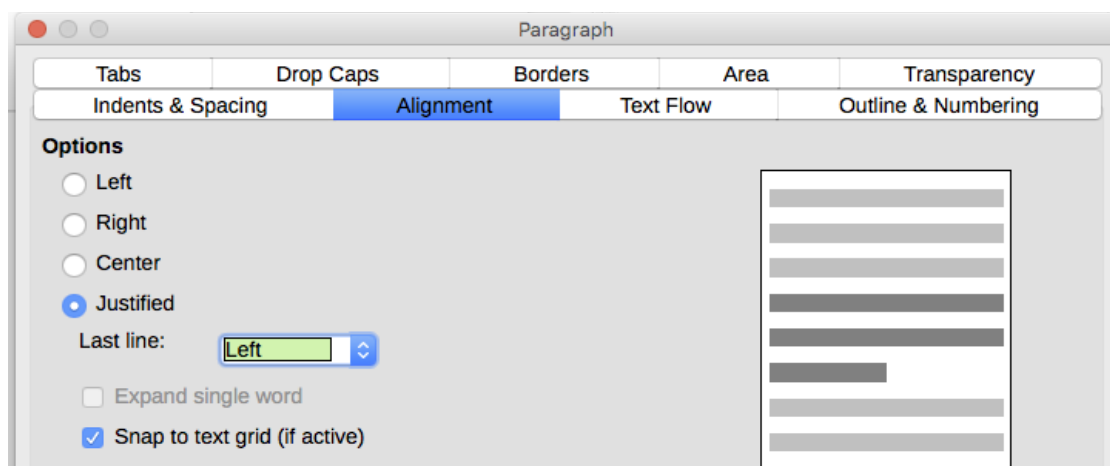 Paragraph
Tabs Drop Caps Borders Area Transparency
Indents & Spacing Alignment Text Flow Outline & Numbering
Options
Left
Right
Center
Justified
Last line: Left
Expand single word
Snap to text grid (if active)